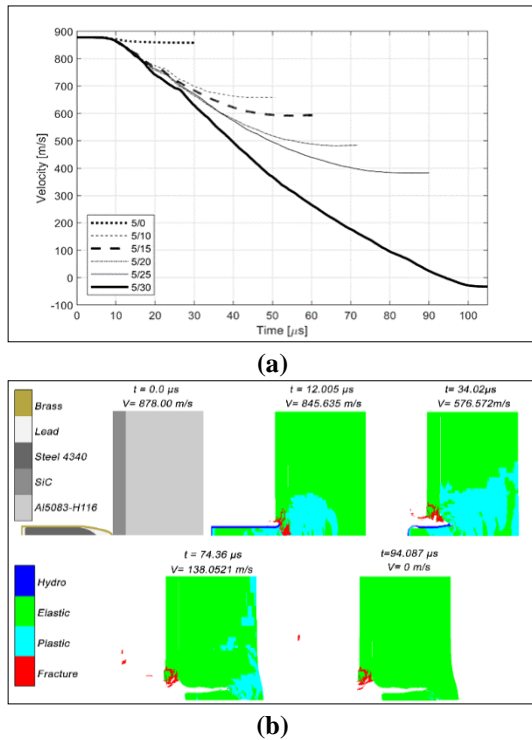 900
800
700
600
500
400
300
200
100
0
-100
Velocity [m/s]
5/0
5/10
5/15
5/20
5/25
5/30
0 10 20 30 40 50 60 70 80 90 100
Time [µs]
(a)
Brass
Lead
Steel 4340
SiC
Al5083-H116
t = 0.0 µs
V= 878.00 m/s
t = 12.005 µs
V= 845.635 m/s
t = 34.02µs
V= 576.572m/s
Hydro
Elastic
Plastic
Fracture
t = 74.36 µs
V= 138.0521 m/s
t=94.087 µs
V= 0 m/s
(b)